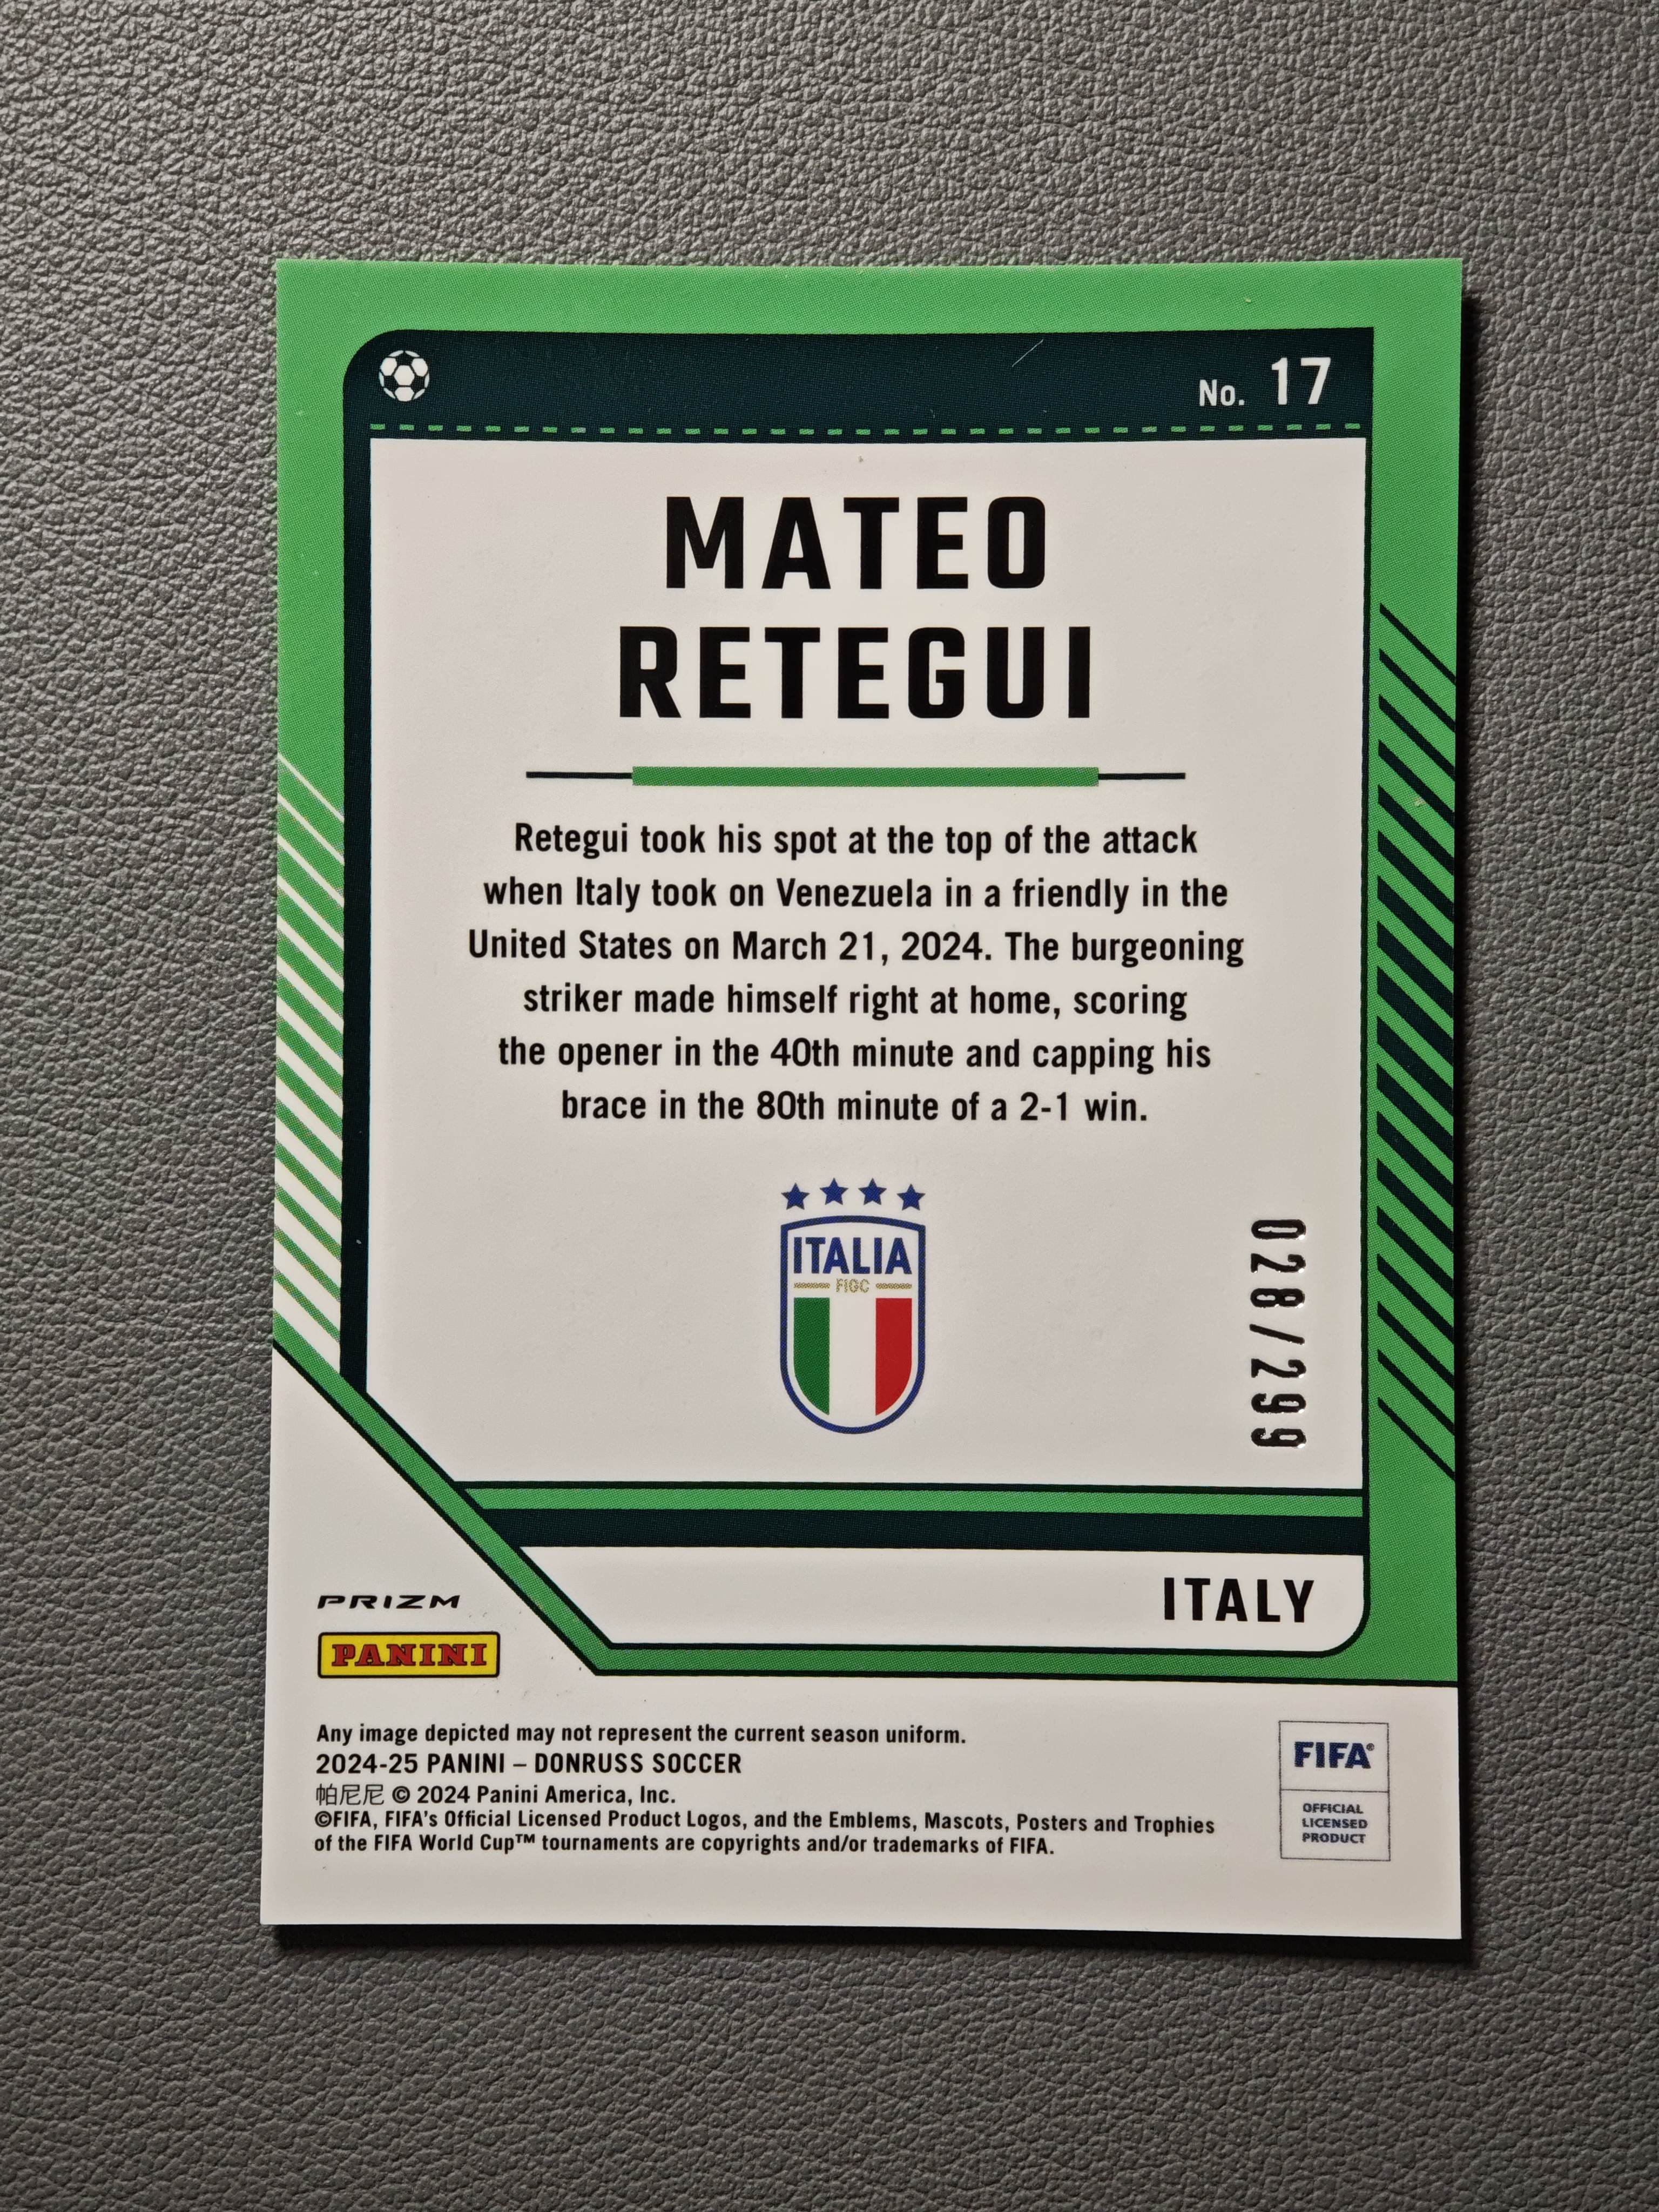 No. 17
MATEO
RETEGUI
Retegui took his spot at the top of the attack
when Italy took on Venezuela in a friendly in the
United States on March 21, 2024. The burgeoning
striker made himself right at home, scoring
the opener in the 40th minute and capping his
brace in the 80th minute of a 2-1 win.
ITALIA
FIGC
028/299
ITALY
PRIZM
PANINI
Any image depicted may not represent the current season uniform.
2024-25 PANINI – DONRUSS SOCCER
帕尼尼 © 2024 Panini America, Inc.
©FIFA, FIFA's Official Licensed Product Logos, and the Emblems, Mascots, Posters and Trophies
of the FIFA World Cup™ tournaments are copyrights and/or trademarks of FIFA.
FIFA®
OFFICIAL
LICENSED
PRODUCT